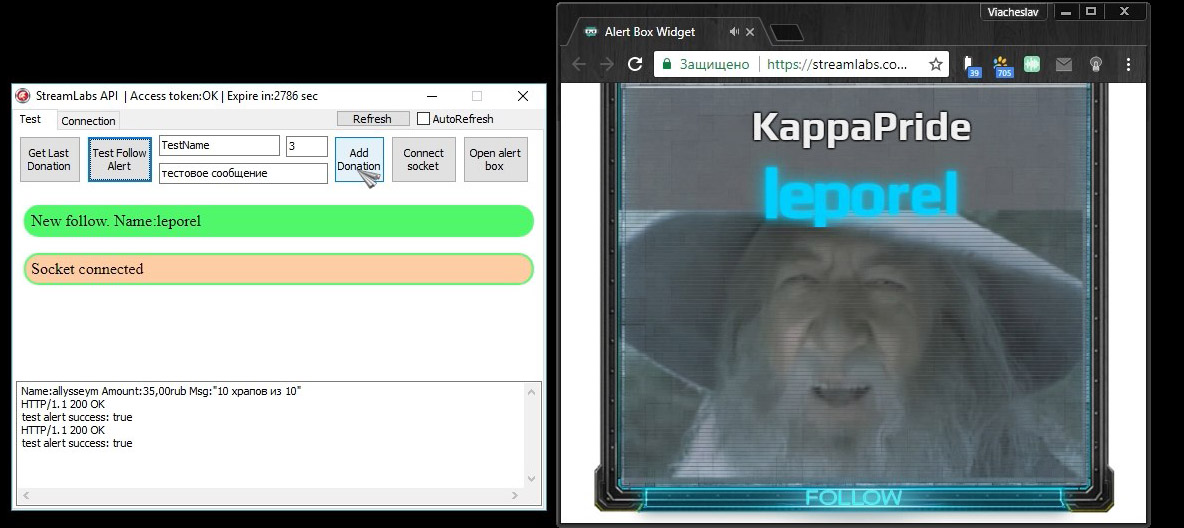 StreamLabs API | Access token:OK | Expire in:2786 sec
Test
Connection
Refresh
AutoRefresh
Get Last
Donation
Test Follow
Alert
TestName
3
тестовое сообщение
Add
Donation
Connect
socket
Open alert
box
New follow. Name:leporel
Socket connected
Name:allysseym Amount:35,00rub Msg:"10 храпов из 10"
HTTP/1.1 200 OK
test alert success: true
HTTP/1.1 200 OK
test alert success: true
Viacheslav
Alert Box Widget
Защищено
https://streamlabs.co...
39
705
KappaPride
leporel
FOLLOW